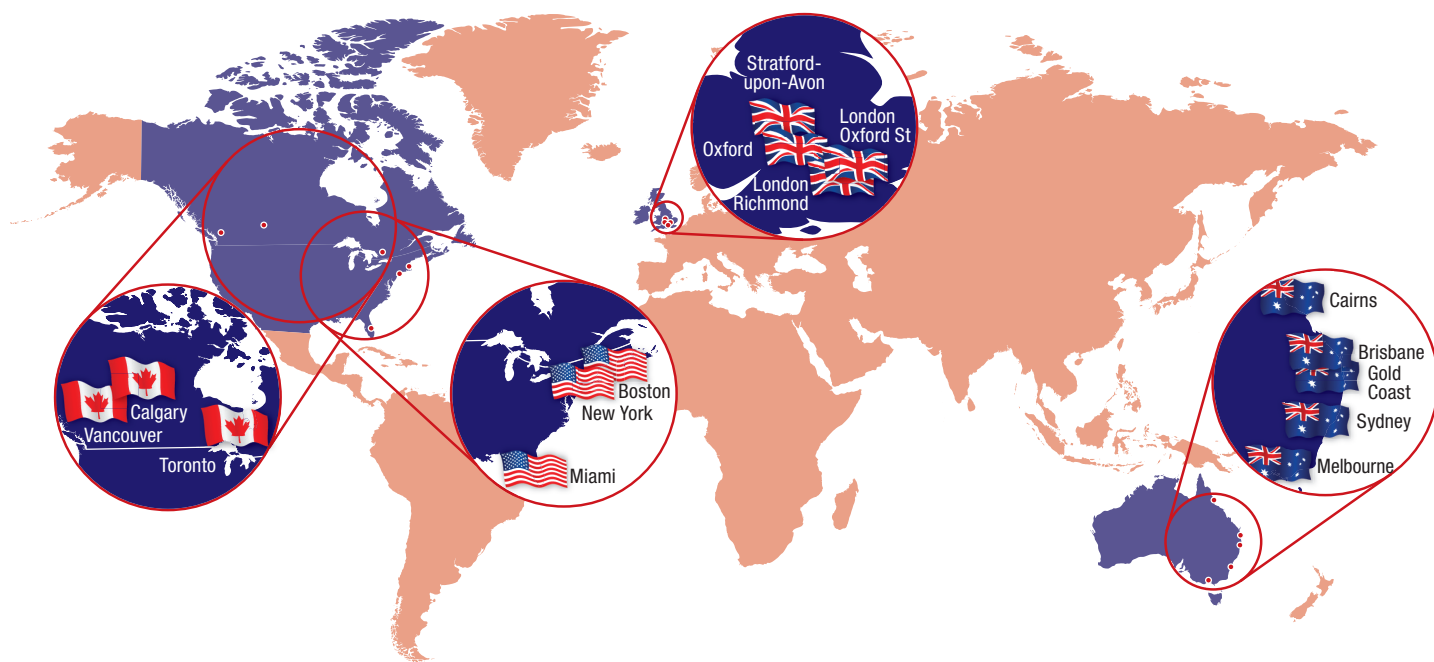 Stratford-
upon-Avon
London
Oxford St
Oxford
London
Richmond
Calgary
Vancouver
Toronto
Boston
New York
Miami
Cairns
Brisbane
Gold
Coast
Sydney
Melbourne